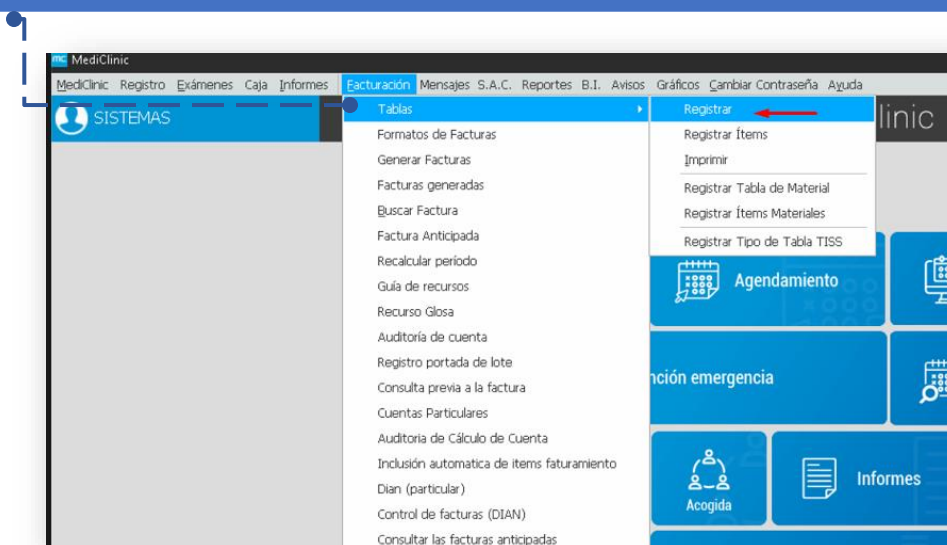 mc MediClinic
MediClinic Registro Exámenes Caja Informes Facturación Mensajes S.A.C. Reportes B.I. Avisos Gráficos Cambiar Contraseña Ayuda
SISTEMAS
linic
Tablas
Formatos de Facturas
Generar Facturas
Facturas generadas
Buscar Factura
Factura Anticipada
Recalcular período
Guía de recursos
Recurso Glosa
Auditoría de cuenta
Registro portada de lote
Consulta previa a la factura
Cuentas Particulares
Auditoria de Cálculo de Cuenta
Inclusión automatica de items faturamiento
Dian (particular)
Control de facturas (DIAN)
Consultar las facturas anticipadas
Registrar
Registrar Ítems
Imprimir
Registrar Tabla de Material
Registrar Ítems Materiales
Registrar Tipo de Tabla TISS
Agendamiento
nción emergencia
Acogida
Informes